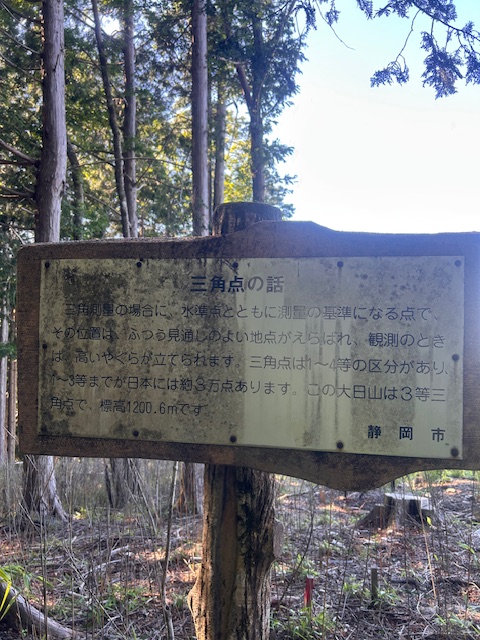 三角点の話
三角測量の場合に、水準点とともに測量の基準になる点で、
その位置は、ふつう見通しのよい地点がえらばれ、観測のとき
は、高いやぐらが立てられます。三角点は1〜4等の区分があり、
1〜3等までが日本には約3万点あります。この大日山は3等三
角点で、標高1200.6mです。
静岡市